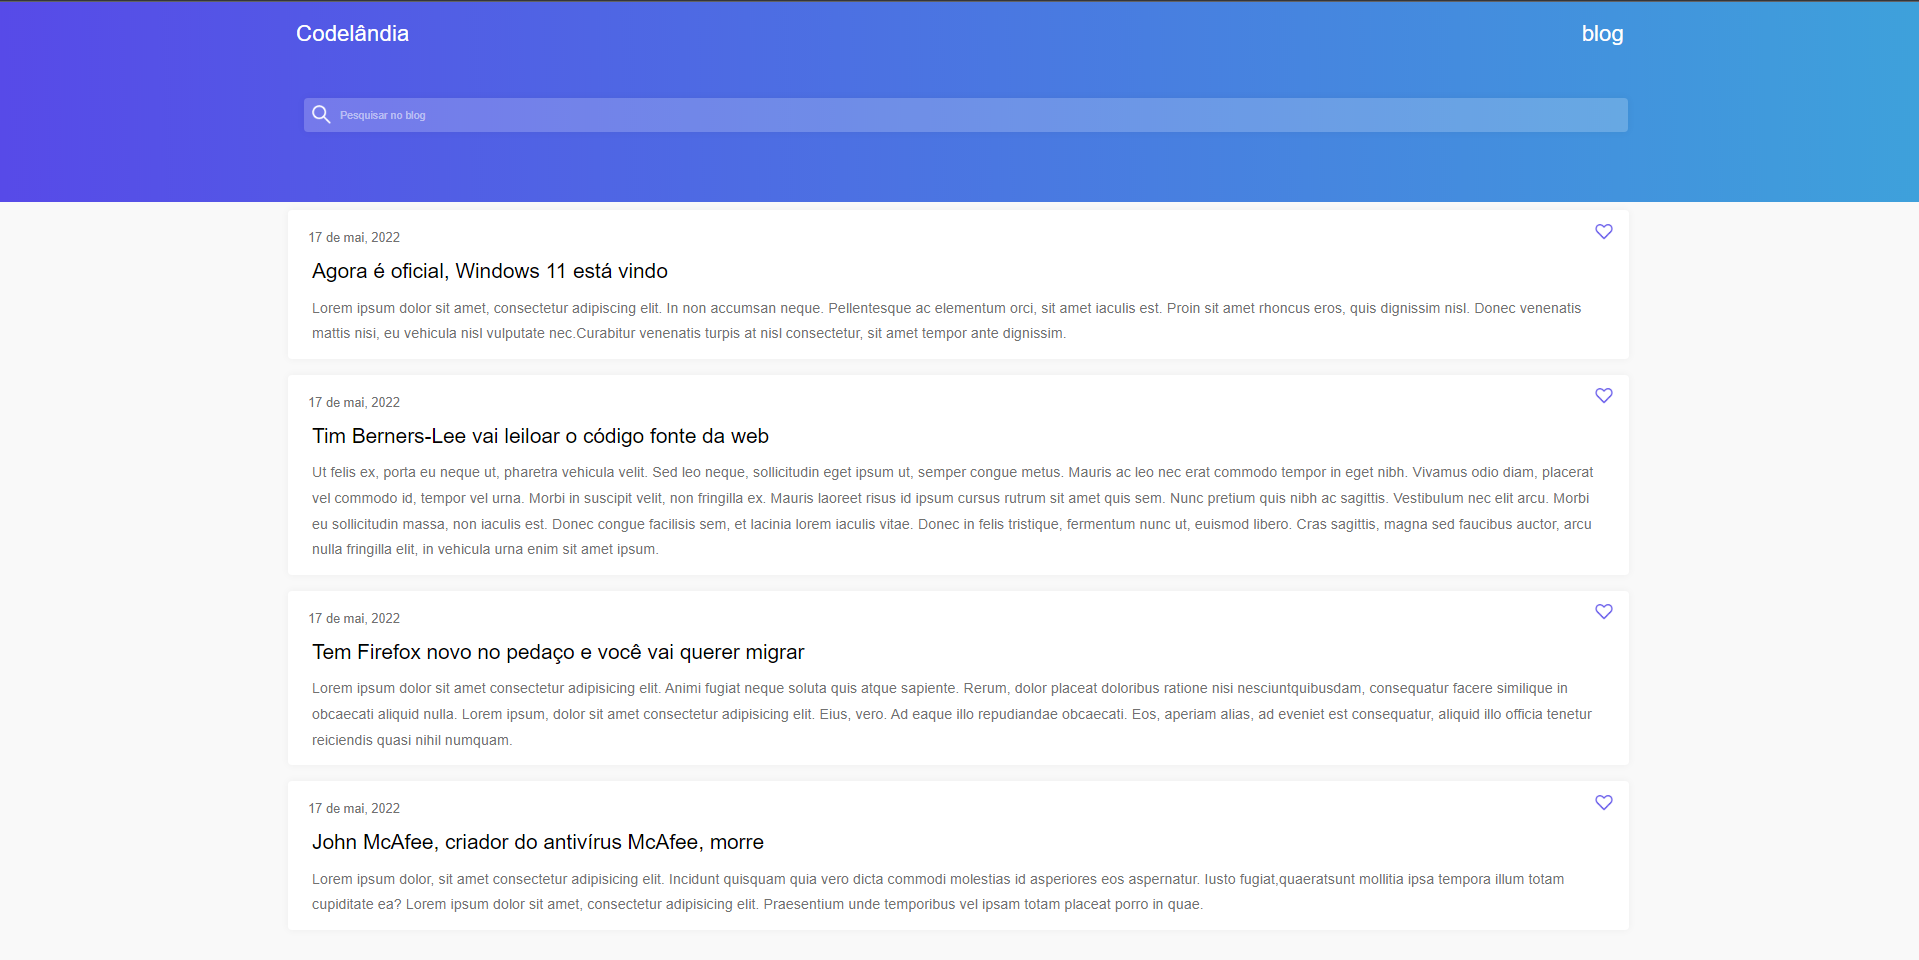 Codelândia
blog
Pesquisar no blog
17 de mai, 2022
Agora é oficial, Windows 11 está vindo
Lorem ipsum dolor sit amet, consectetur adipiscing elit. In non accumsan neque. Pellentesque ac elementum orci, sit amet iaculis est. Proin sit amet rhoncus eros, quis dignissim nisl. Donec venenatis
mattis nisi, eu vehicula nisl vulputate nec.Curabitur venenatis turpis at nisl consectetur, sit amet tempor ante dignissim.
17 de mai, 2022
Tim Berners-Lee vai leiloar o código fonte da web
Ut felis ex, porta eu neque ut, pharetra vehicula velit. Sed leo neque, sollicitudin eget ipsum ut, semper congue metus. Mauris ac leo nec erat commodo tempor in eget nibh. Vivamus odio diam, placerat
vel commodo id, tempor vel urna. Morbi in suscipit velit, non fringilla ex. Mauris laoreet risus id ipsum cursus rutrum sit amet quis sem. Nunc pretium quis nibh ac sagittis. Vestibulum nec elit arcu. Morbi
eu sollicitudin massa, non iaculis est. Donec congue facilisis sem, et lacinia lorem iaculis vitae. Donec in felis tristique, fermentum nunc ut, euismod libero. Cras sagittis, magna sed faucibus auctor, arcu
nulla fringilla elit, in vehicula urna enim sit amet ipsum.
17 de mai, 2022
Tem Firefox novo no pedaço e você vai querer migrar
Lorem ipsum dolor sit amet consectetur adipisicing elit. Animi fugiat neque soluta quis atque sapiente. Rerum, dolor placeat doloribus ratione nisi nesciuntquibusdam, consequatur facere similique in
obcaecati aliquid nulla. Lorem ipsum, dolor sit amet consectetur adipisicing elit. Eius, vero. Ad eaque illo repudiandae obcaecati. Eos, aperiam alias, ad eveniet est consequatur, aliquid illo officia tenetur
reiciendis quasi nihil numquam.
17 de mai, 2022
John McAfee, criador do antivírus McAfee, morre
Lorem ipsum dolor, sit amet consectetur adipisicing elit. Incidunt quisquam quia vero dicta commodi molestias id asperiores eos aspernatur. Iusto fugiat,quaeratsunt mollitia ipsa tempora illum totam
cupiditate ea? Lorem ipsum dolor sit amet, consectetur adipisicing elit. Praesentium unde temporibus vel ipsam totam placeat porro in quae.